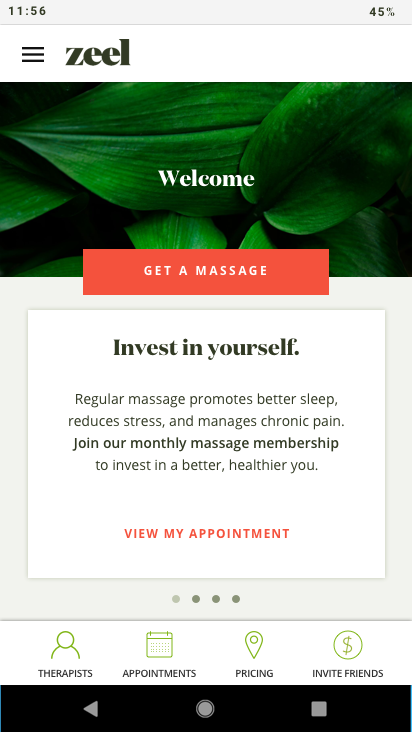 11:56
45%
zeel
Welcome
GET A MASSAGE
Invest in yourself.
Regular massage promotes better sleep,
reduces stress, and manages chronic pain.
Join our monthly massage membership
to invest in a better, healthier you.
VIEW MY APPOINTMENT
$
THERAPISTS
APPOINTMENTS
PRICING
INVITE FRIENDS